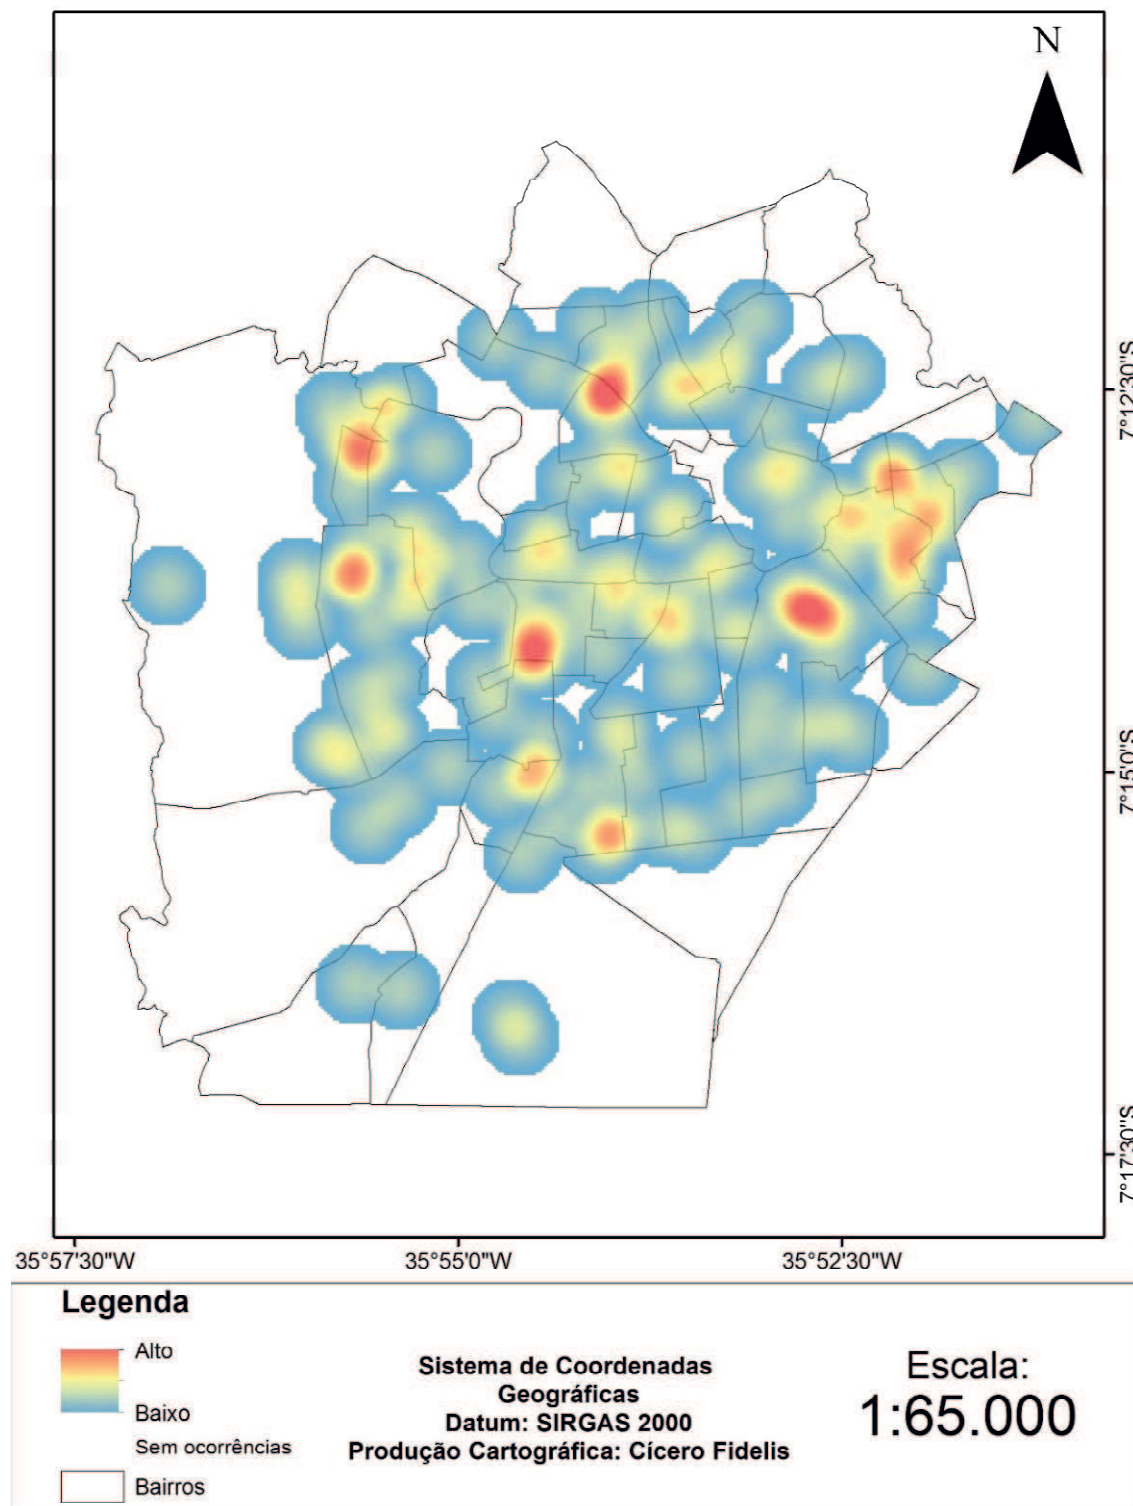 N
7°12'30"S
7°15'0"S
7°17'30"S
35°57'30"W
35°55'0"W
35°52'30"W
Legenda
Alto
Baixo
Sem ocorrências
Bairros
Sistema de Coordenadas
Geográficas
Datum: SIRGAS 2000
Produção Cartográfica: Cícero Fidelis
Escala:
1:65.000